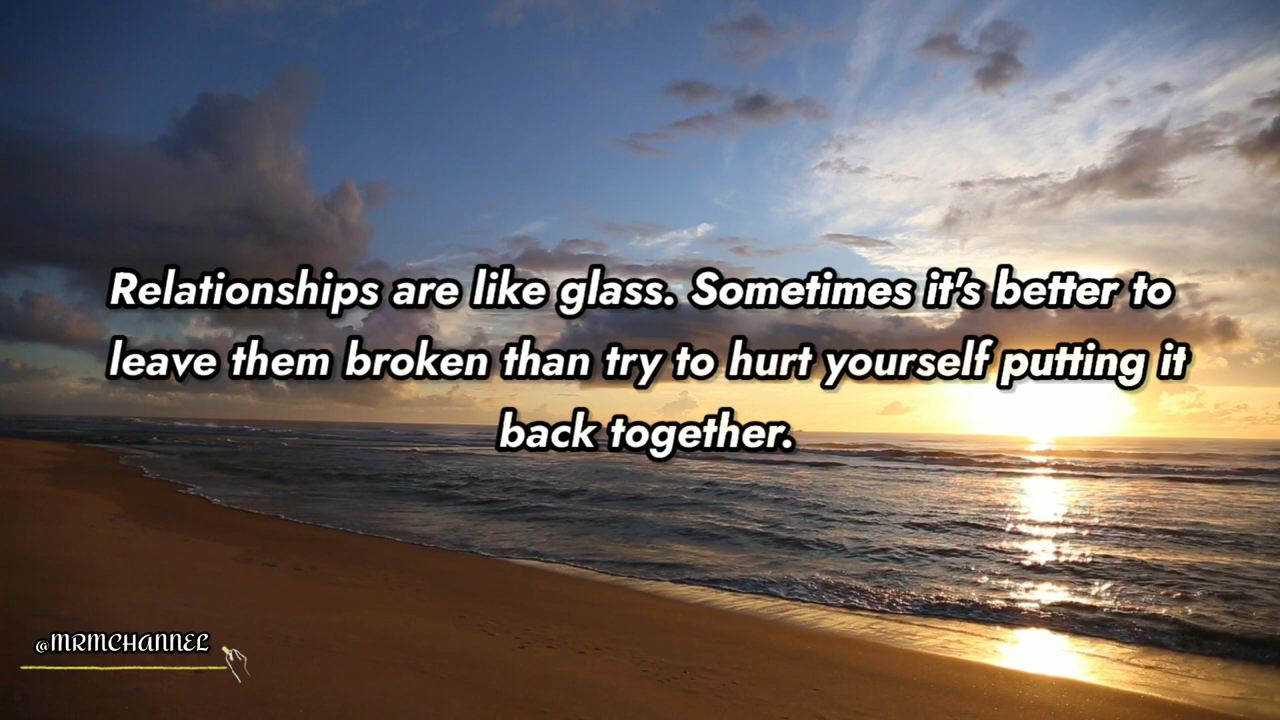 Relationships are like glass. Sometimes it's better to
leave them broken than try to hurt yourself putting it
back together.
@MRMCHANNEL